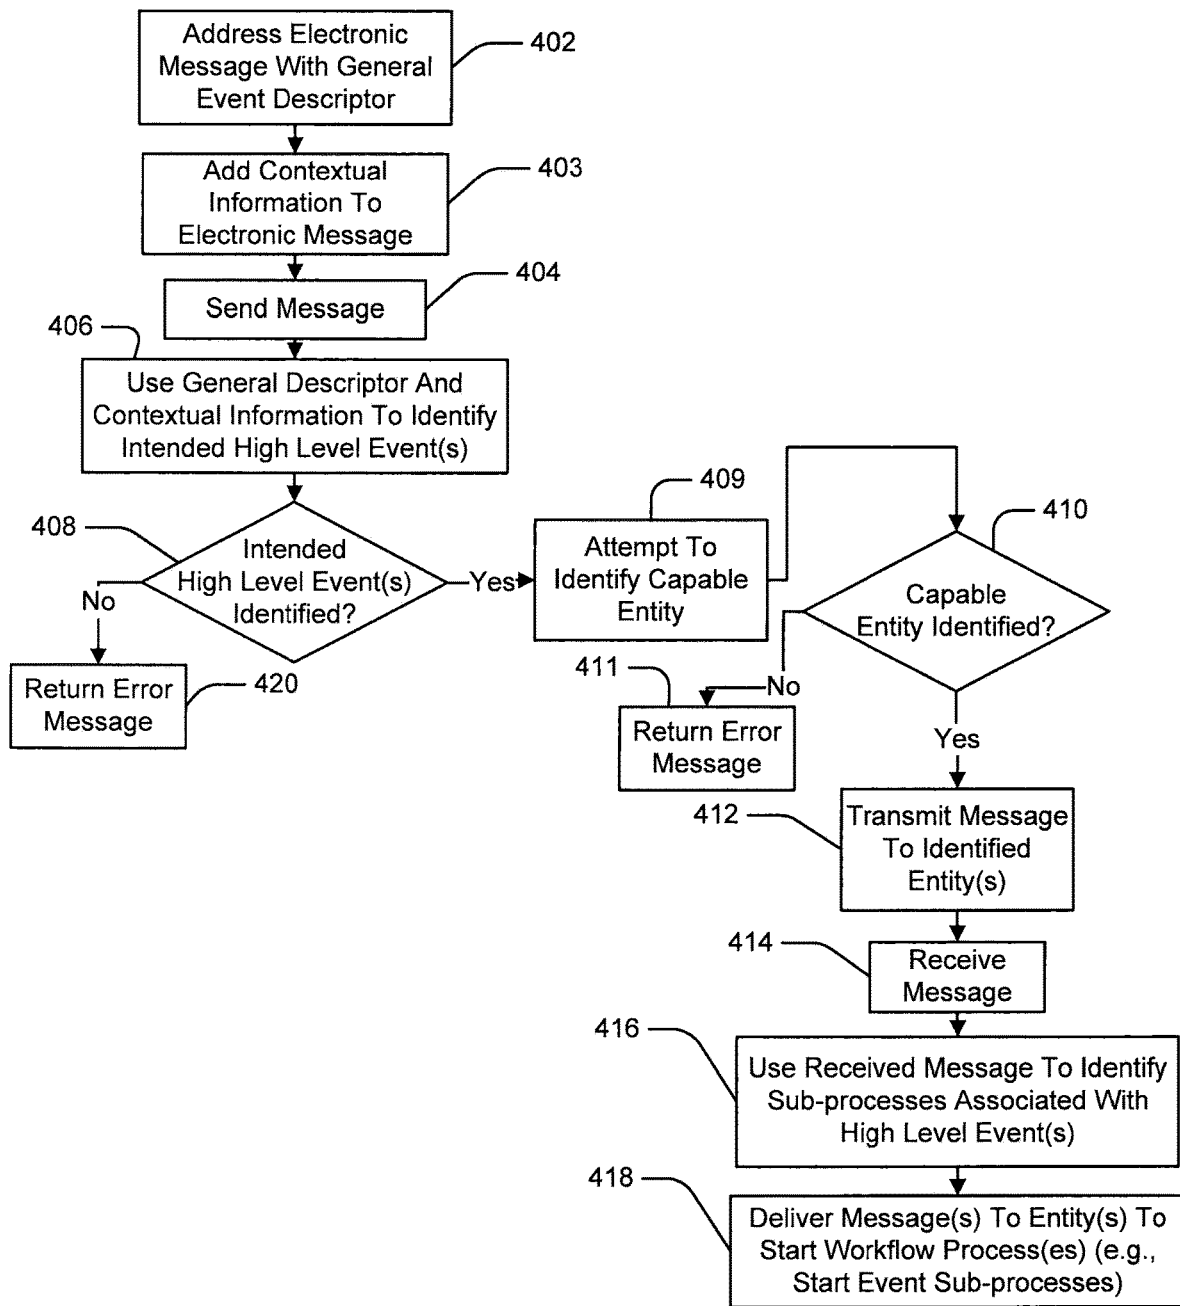 Address Electronic
Message With General
Event Descriptor
402
Add Contextual
Information To
Electronic Message
403
Send Message
404
406
Use General Descriptor And
Contextual Information To Identify
Intended High Level Event(s)
408
Intended
High Level Event(s)
Identified?
No
Yes
Return Error
Message
420
409
Attempt To
Identify Capable
Entity
410
Capable
Entity Identified?
No
411
Return Error
Message
Yes
412
Transmit Message
To Identified
Entity(s)
414
Receive
Message
416
Use Received Message To Identify
Sub-processes Associated With
High Level Event(s)
418
Deliver Message(s) To Entity(s) To
Start Workflow Process(es) (e.g.,
Start Event Sub-processes)